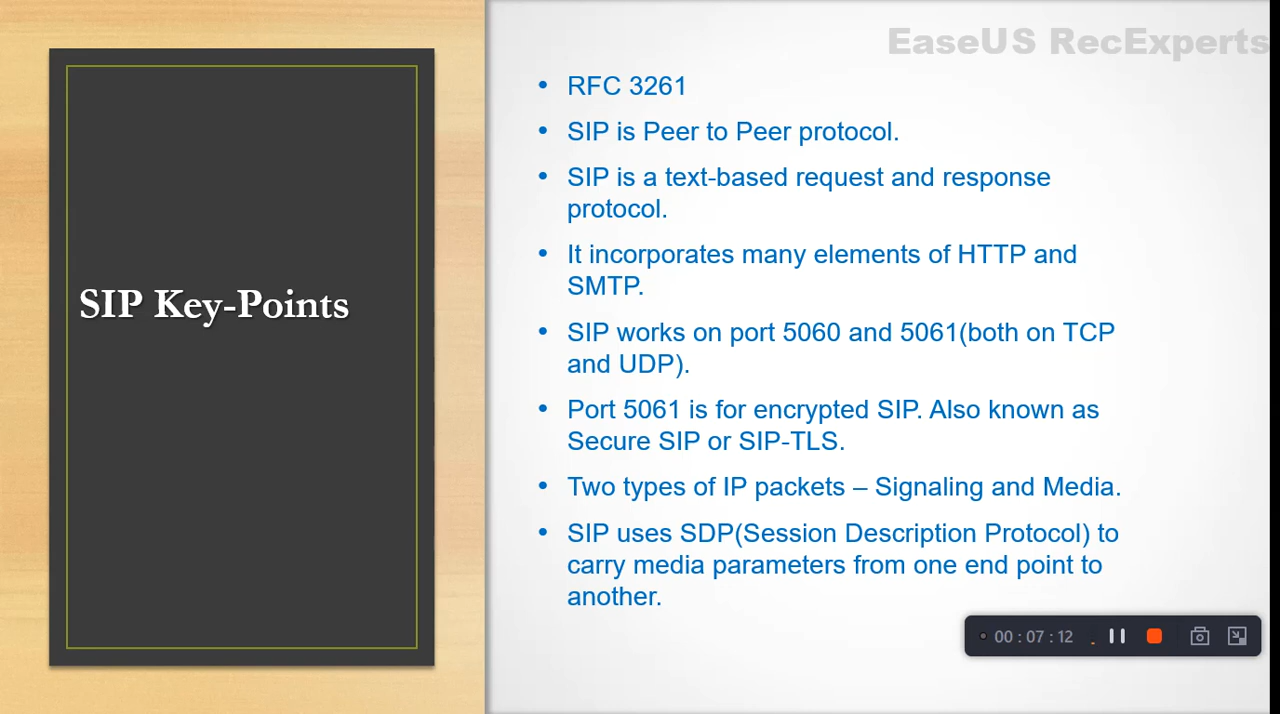 EaseUS RecExperts
SIP Key-Points
• RFC 3261
• SIP is Peer to Peer protocol.
• SIP is a text-based request and response
protocol.
• It incorporates many elements of HTTP and
SMTP.
• SIP works on port 5060 and 5061(both on TCP
and UDP).
• Port 5061 is for encrypted SIP. Also known as
Secure SIP or SIP-TLS.
• Two types of IP packets – Signaling and Media.
• SIP uses SDP(Session Description Protocol) to
carry media parameters from one end point to
another.
00:07:12